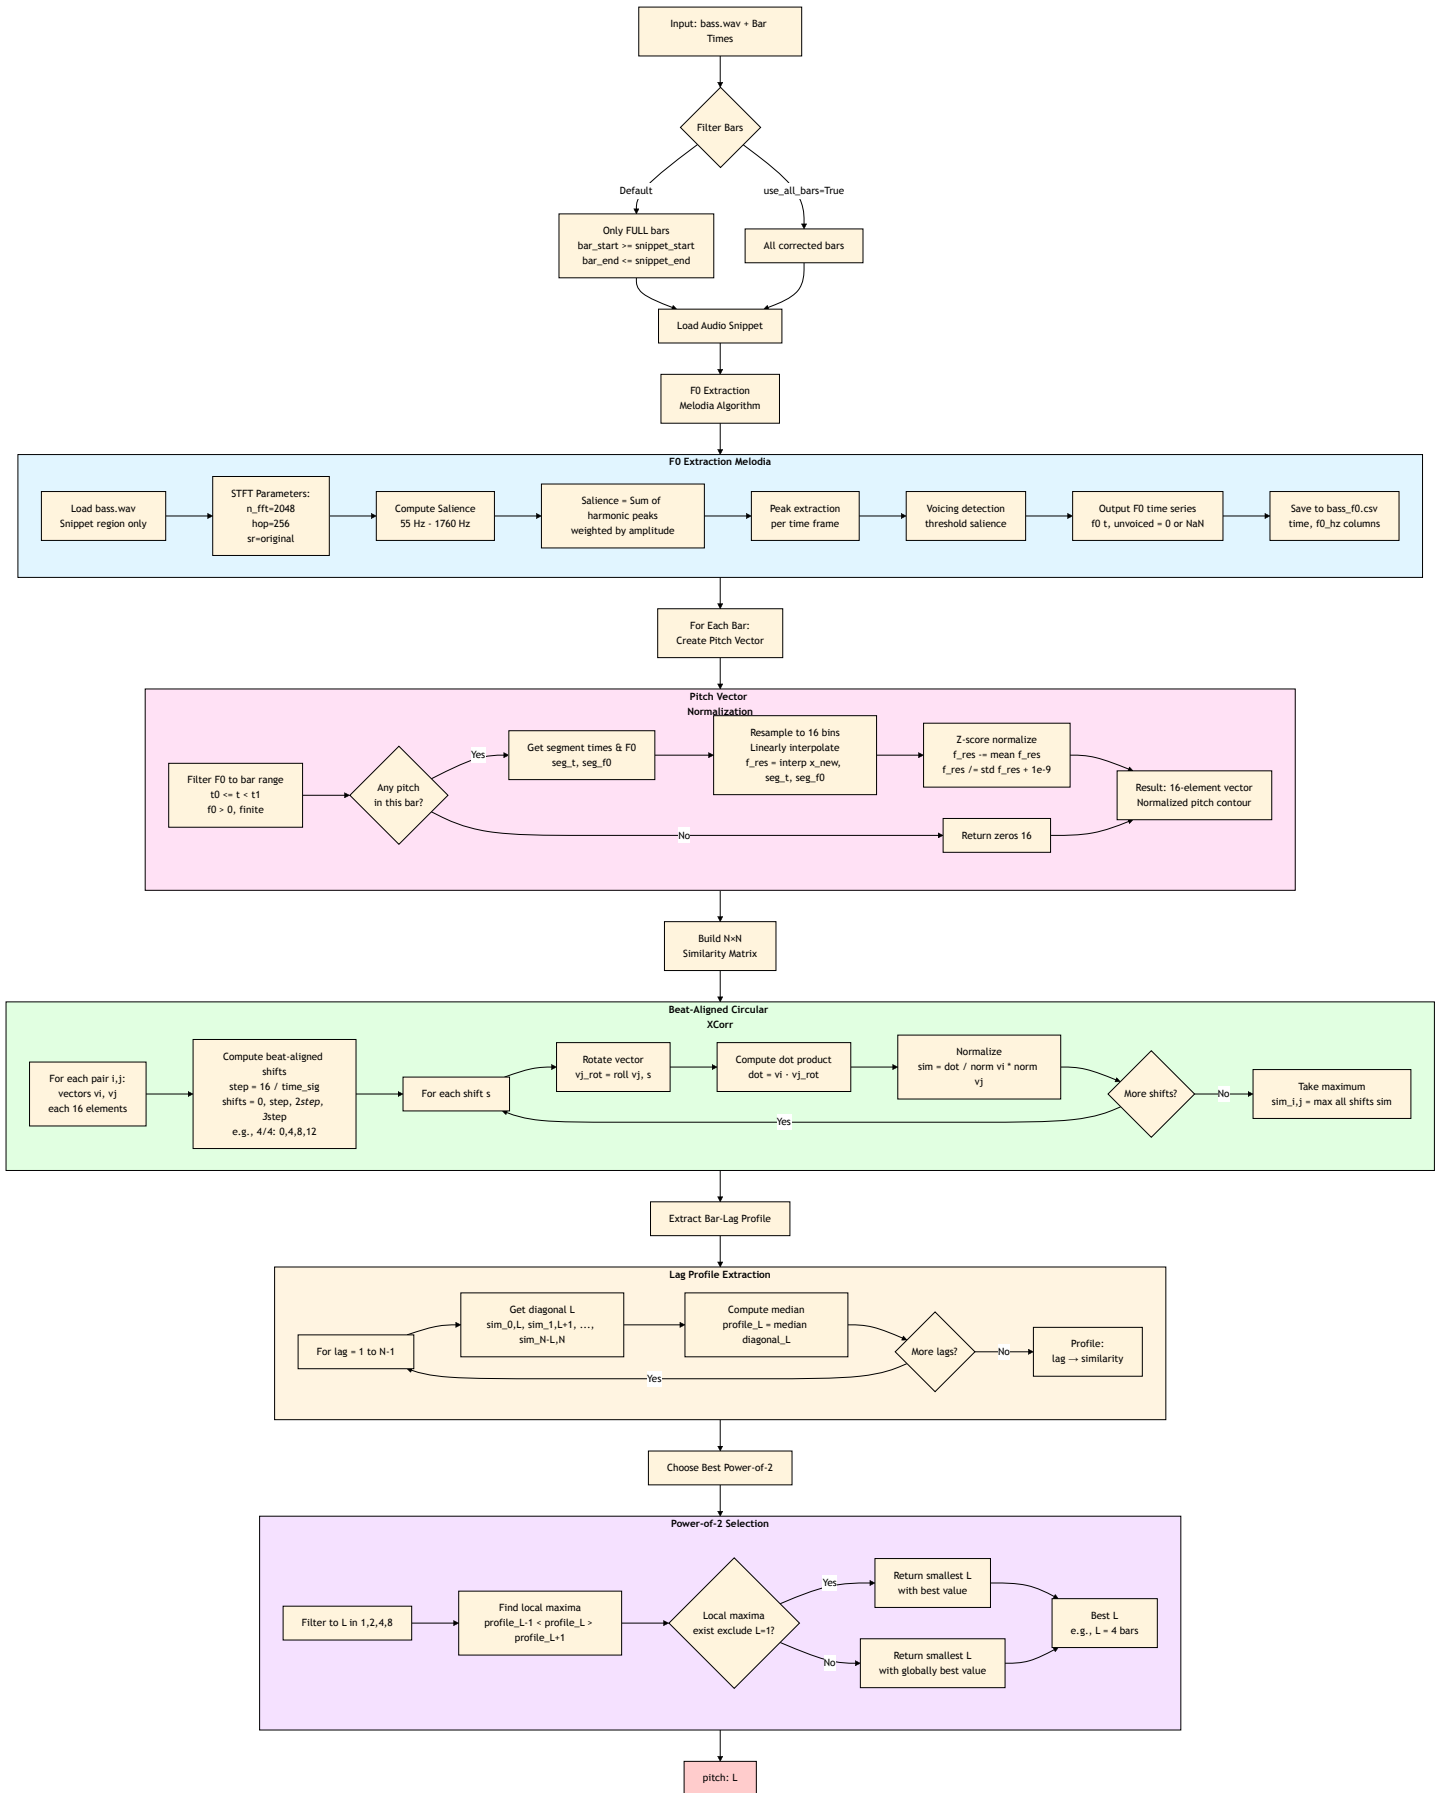 Input: bass.wav + Bar
Times
Filter Bars
Default
use_all_bars=True
Only FULL bars
bar_start >= snippet_start
bar_end <= snippet_end
All corrected bars
Load Audio Snippet
F0 Extraction
Melodia Algorithm
F0 Extraction Melodia
Load bass.wav
Snippet region only
STFT Parameters:
n_fft=2048
hop=256
sr=original
Compute Salience
55 Hz - 1760 Hz
Salience = Sum of
harmonic peaks
weighted by amplitude
Peak extraction
per time frame
Voicing detection
threshold salience
Output F0 time series
f0 t, unvoiced = 0 or NaN
Save to bass_f0.csv
time, f0_hz columns
For Each Bar:
Create Pitch Vector
Pitch Vector
Normalization
Filter F0 to bar range
t0 <= t < t1
f0 > 0, finite
Any pitch
in this bar?
Yes
Get segment times & F0
seg_t, seg_f0
Resample to 16 bins
Linearly interpolate
f_res = interp x_new,
seg_t, seg_f0
Z-score normalize
f_res -= mean f_res
f_res /= std f_res + 1e-9
No
Return zeros 16
Result: 16-element vector
Normalized pitch contour
Build N×N
Similarity Matrix
Beat-Aligned Circular
XCorr
For each pair i,j:
vectors vi, vj
each 16 elements
Compute beat-aligned
shifts
step = 16 / time_sig
shifts = 0, step, 2step,
3step
e.g., 4/4: 0,4,8,12
For each shift s
Rotate vector
vj_rot = roll vj, s
Compute dot product
dot = vi · vj_rot
Normalize
sim = dot / norm vi * norm
vj
More shifts?
Yes
No
Take maximum
sim_i,j = max all shifts sim
Extract Bar-Lag Profile
Lag Profile Extraction
For lag = 1 to N-1
Get diagonal L
sim_0,L, sim_1,L+1, ...,
sim_N-L,N
Compute median
profile_L = median
diagonal_L
More lags?
Yes
No
Profile:
lag → similarity
Choose Best Power-of-2
Power-of-2 Selection
Filter to L in 1,2,4,8
Find local maxima
profile_L-1 < profile_L >
profile_L+1
Local maxima
exist exclude L=1?
Yes
Return smallest L
with best value
No
Return smallest L
with globally best value
Best L
e.g., L = 4 bars
pitch: L